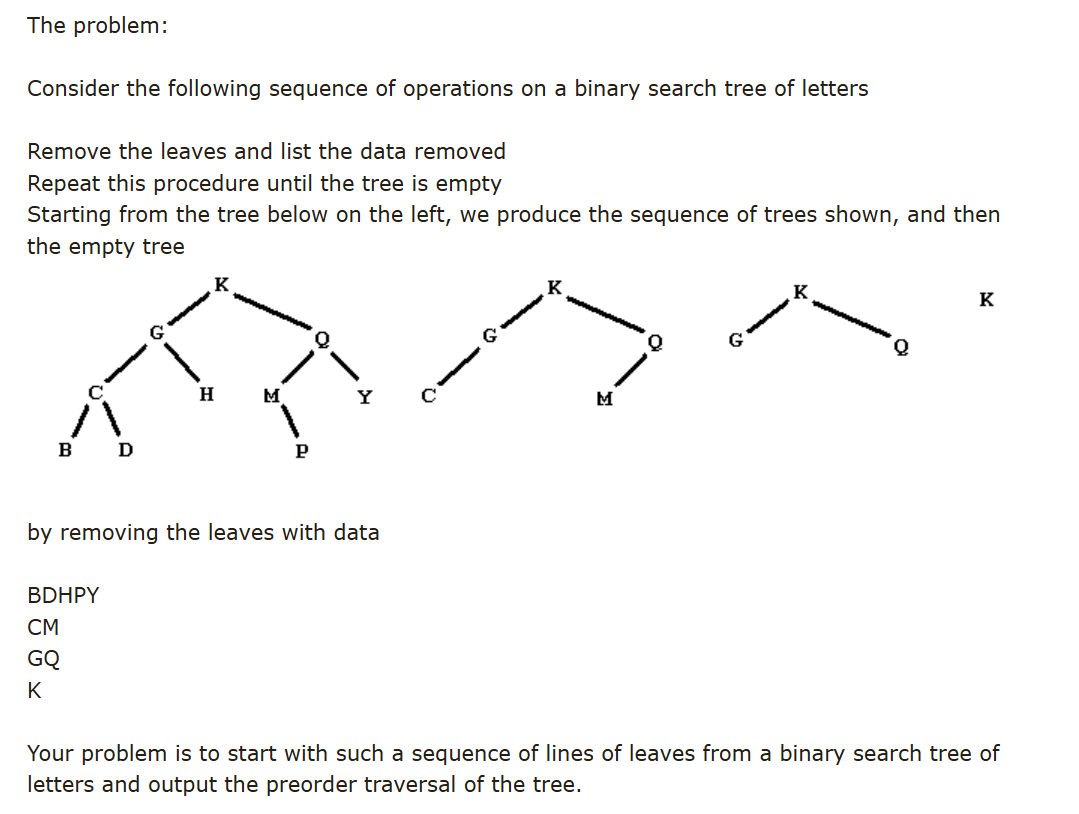 The problem:
Consider the following sequence of operations on a binary search tree of letters
Remove the leaves and list the data removed
Repeat this procedure until the tree is empty
Starting from the tree below on the left, we produce the sequence of trees shown, and then
the empty tree
K K K K
G Q G Q G Q
C H M Y C M
B D P
by removing the leaves with data
BDHPY
CM
GQ
K
Your problem is to start with such a sequence of lines of leaves from a binary search tree of
letters and output the preorder traversal of the tree.